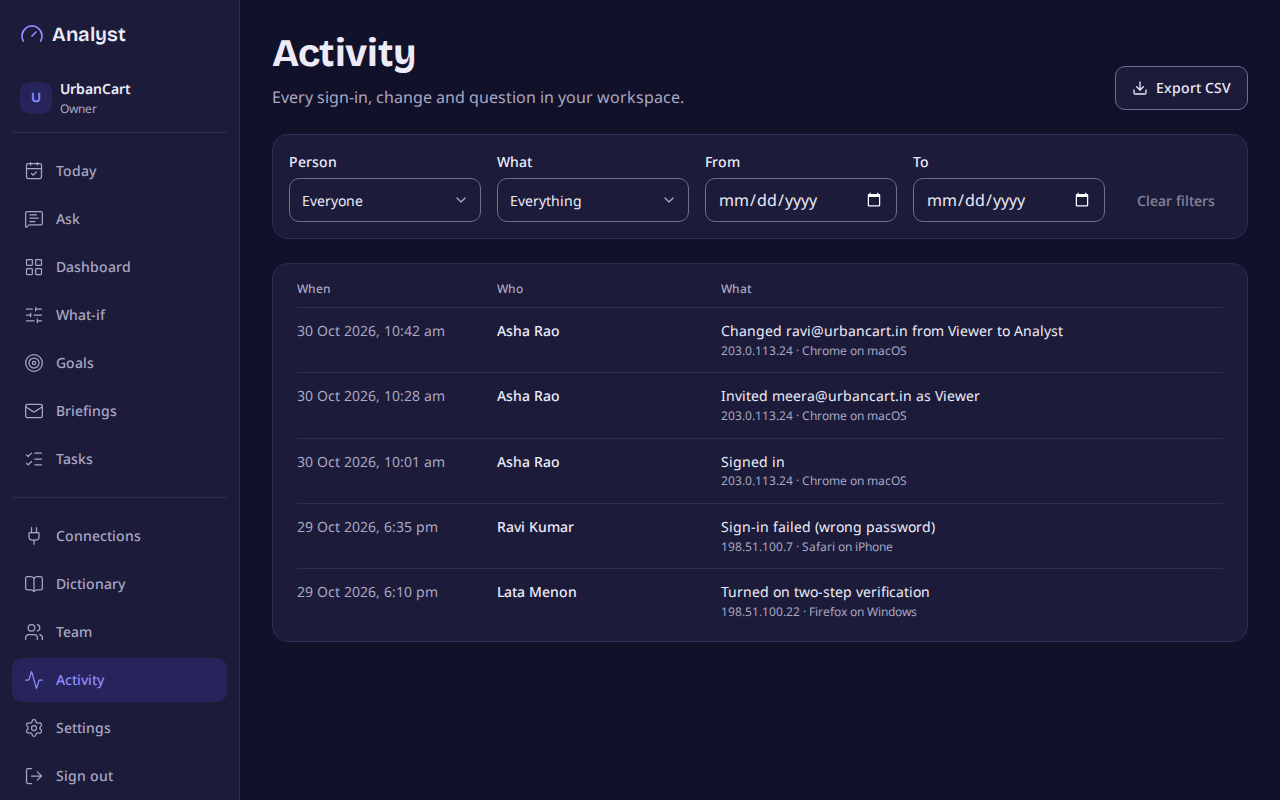 Analyst
U
UrbanCart
Owner
Today
Ask
Dashboard
What-if
Goals
Briefings
Tasks
Connections
Dictionary
Team
Activity
Settings
Sign out
Activity
Every sign-in, change and question in your workspace.
Export CSV
Person What From To
Everyone Everything mm/dd/yyyy mm/dd/yyyy Clear filters
When Who What
30 Oct 2026, 10:42 am Asha Rao Changed ravi@urbancart.in from Viewer to Analyst
203.0.113.24 · Chrome on macOS
30 Oct 2026, 10:28 am Asha Rao Invited meera@urbancart.in as Viewer
203.0.113.24 · Chrome on macOS
30 Oct 2026, 10:01 am Asha Rao Signed in
203.0.113.24 · Chrome on macOS
29 Oct 2026, 6:35 pm Ravi Kumar Sign-in failed (wrong password)
198.51.100.7 · Safari on iPhone
29 Oct 2026, 6:10 pm Lata Menon Turned on two-step verification
198.51.100.22 · Firefox on Windows